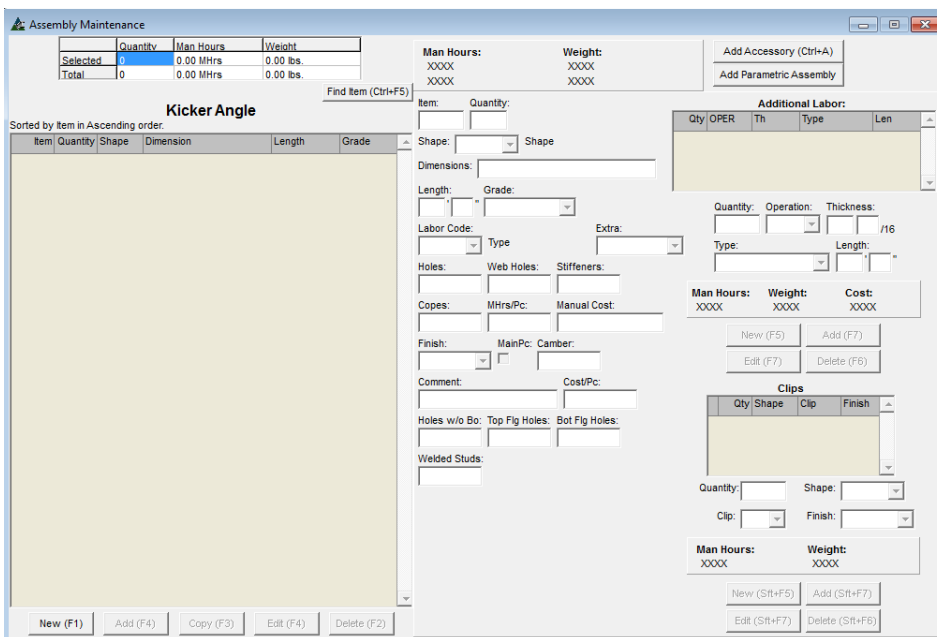 Assembly Maintenance
Quantity Man Hours Weight
Selected 0 0.00 MHrs 0.00 lbs.
Total 0 0.00 MHrs 0.00 lbs.
Find Item (Ctrl+F5)
Kicker Angle
Sorted by Item in Ascending order.
Item Quantity Shape Dimension Length Grade
New (F1) Add (F4) Copy (F3) Edit (F4) Delete (F2)
Man Hours: Weight:
XXXX XXXX
XXXX XXXX
Add Accessory (Ctrl+A)
Add Parametric Assembly
Item: Quantity:
Shape: Shape
Dimensions:
Length: Grade:
' "
Labor Code: Extra:
Type
Holes: Web Holes: Stiffeners:
Copes: MHrs/Pc: Manual Cost:
Finish: MainPc: Camber:
Comment: Cost/Pc:
Holes w/o Bo: Top Flg Holes: Bot Flg Holes:
Welded Studs:
Additional Labor:
Qty OPER Th Type Len
Quantity: Operation: Thickness:
/16
Type: Length:
' "
Man Hours: Weight: Cost:
XXXX XXXX XXXX
New (F5) Add (F7)
Edit (F7) Delete (F6)
Clips
Qty Shape Clip Finish
Quantity: Shape:
Clip: Finish:
Man Hours: Weight:
XXXX XXXX
New (Sft+F5) Add (Sft+F7)
Edit (Sft+F7) Delete (Sft+F6)